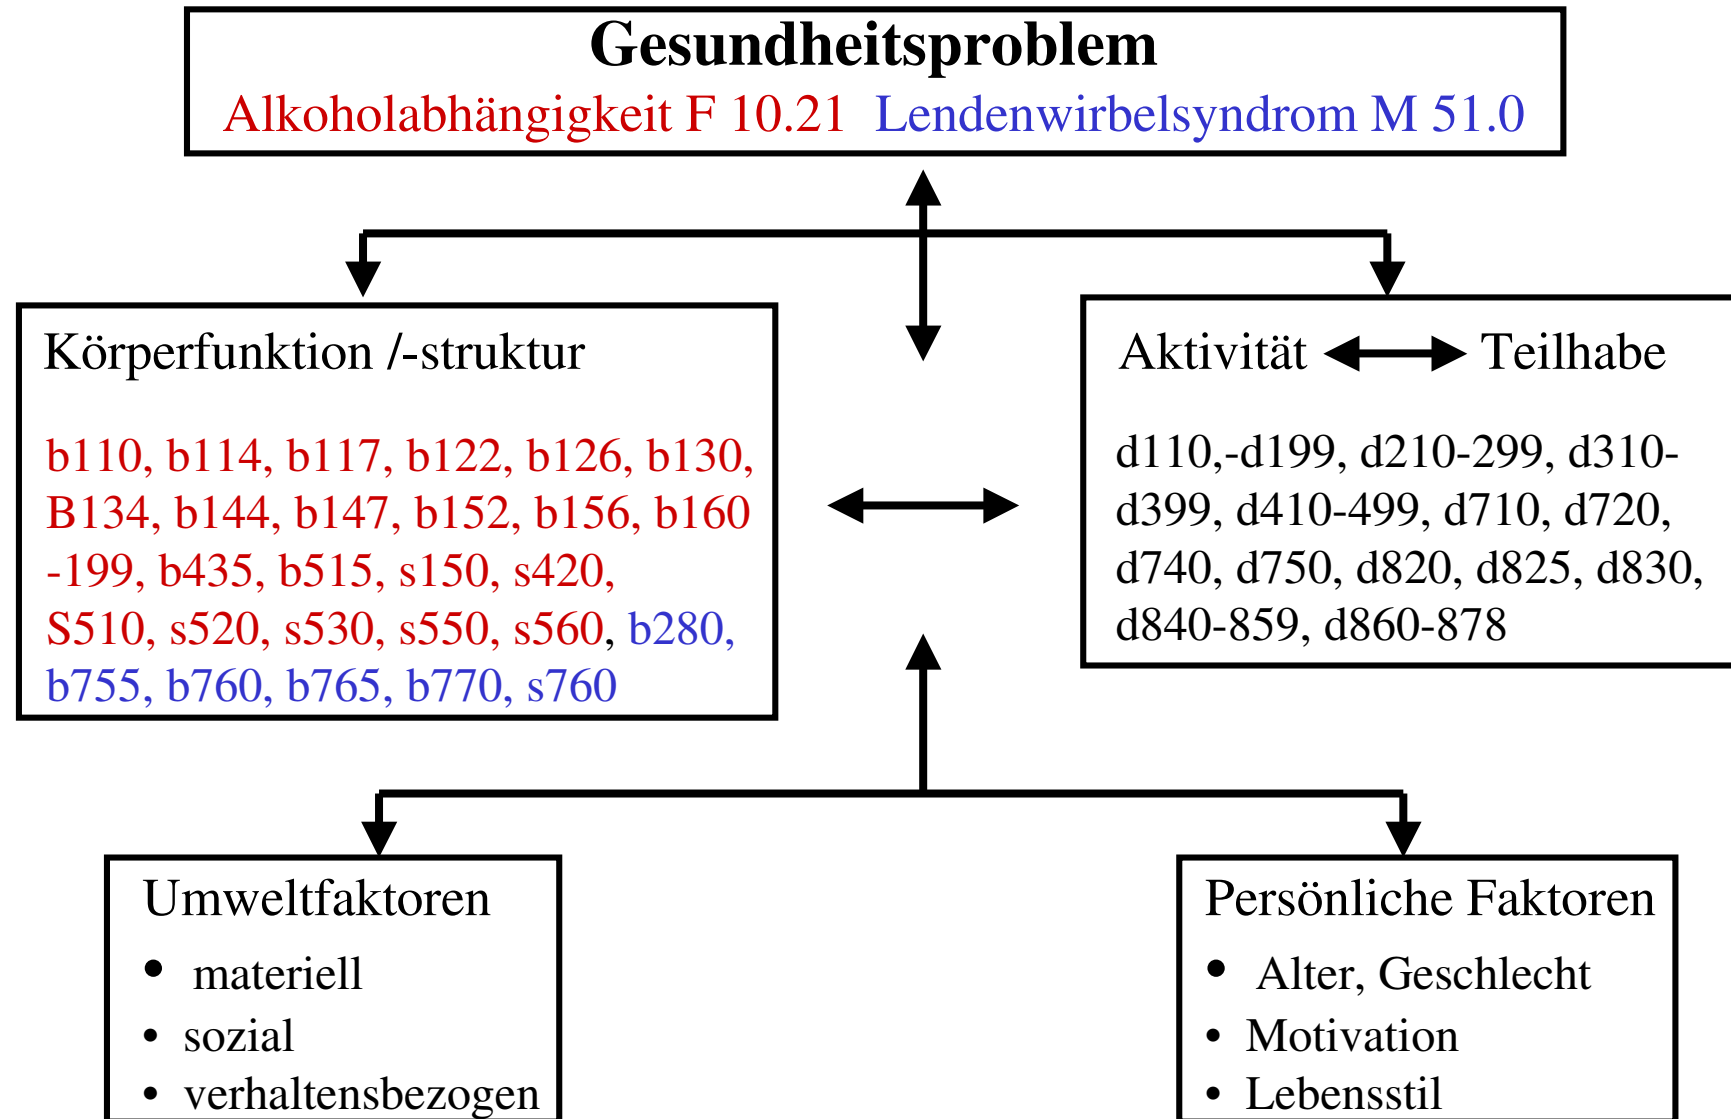 Gesundheitsproblem
Alkoholabhängigkeit F 10.21 Lendenwirbelsyndrom M 51.0
Körperfunktion /-struktur
b110, b114, b117, b122, b126, b130,
B134, b144, b147, b152, b156, b160
-199, b435, b515, s150, s420,
S510, s520, s530, s550, s560, b280,
b755, b760, b765, b770, s760
Aktivität Teilhabe
d110,-d199, d210-299, d310-
d399, d410-499, d710, d720,
d740, d750, d820, d825, d830,
d840-859, d860-878
Umweltfaktoren
• materiell
• sozial
• verhaltensbezogen
Persönliche Faktoren
• Alter, Geschlecht
• Motivation
• Lebensstil